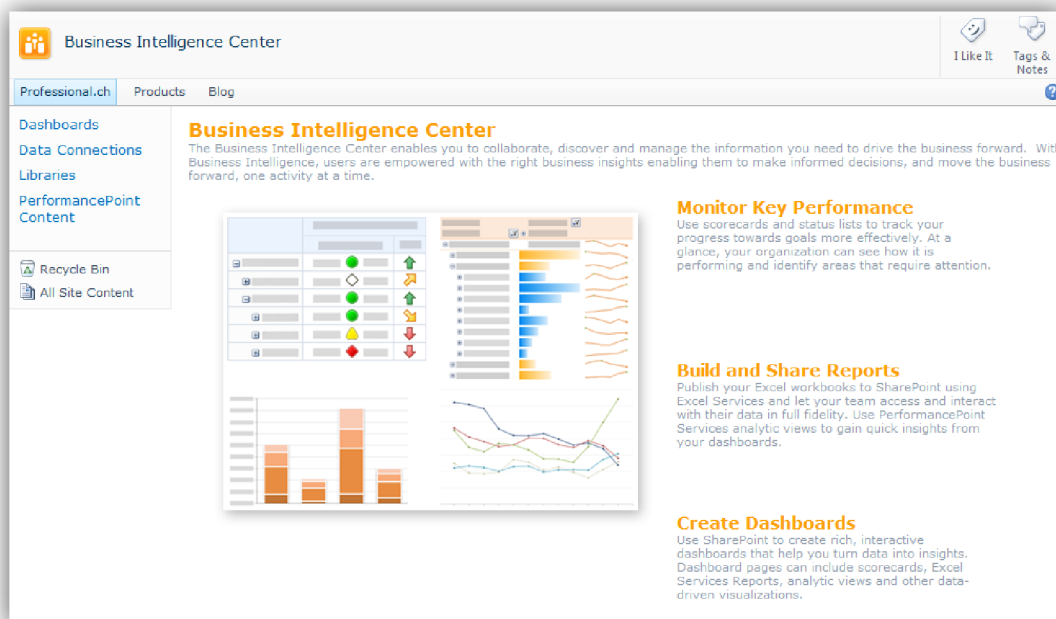 Business Intelligence Center
I Like It
Tags &
Notes
Professional.ch Products Blog
Dashboards
Data Connections
Libraries
PerformancePoint
Content
Recycle Bin
All Site Content
Business Intelligence Center
The Business Intelligence Center enables you to collaborate, discover and manage the information you need to drive the business forward. With
Business Intelligence, users are empowered with the right business insights enabling them to make informed decisions, and move the business
forward, one activity at a time.
Monitor Key Performance
Use scorecards and status lists to track your
progress towards goals more effectively. At a
glance, your organization can see how it is
performing and identify areas that require attention.
Build and Share Reports
Publish your Excel workbooks to SharePoint using
Excel Services and let your team access and interact
with their data in full fidelity. Use PerformancePoint
Services analytic views to gain quick insights from
your dashboards.
Create Dashboards
Use SharePoint to create rich, interactive
dashboards that help you turn data into insights.
Dashboard pages can include scorecards, Excel
Services Reports, analytic views and other data-
driven visualizations.